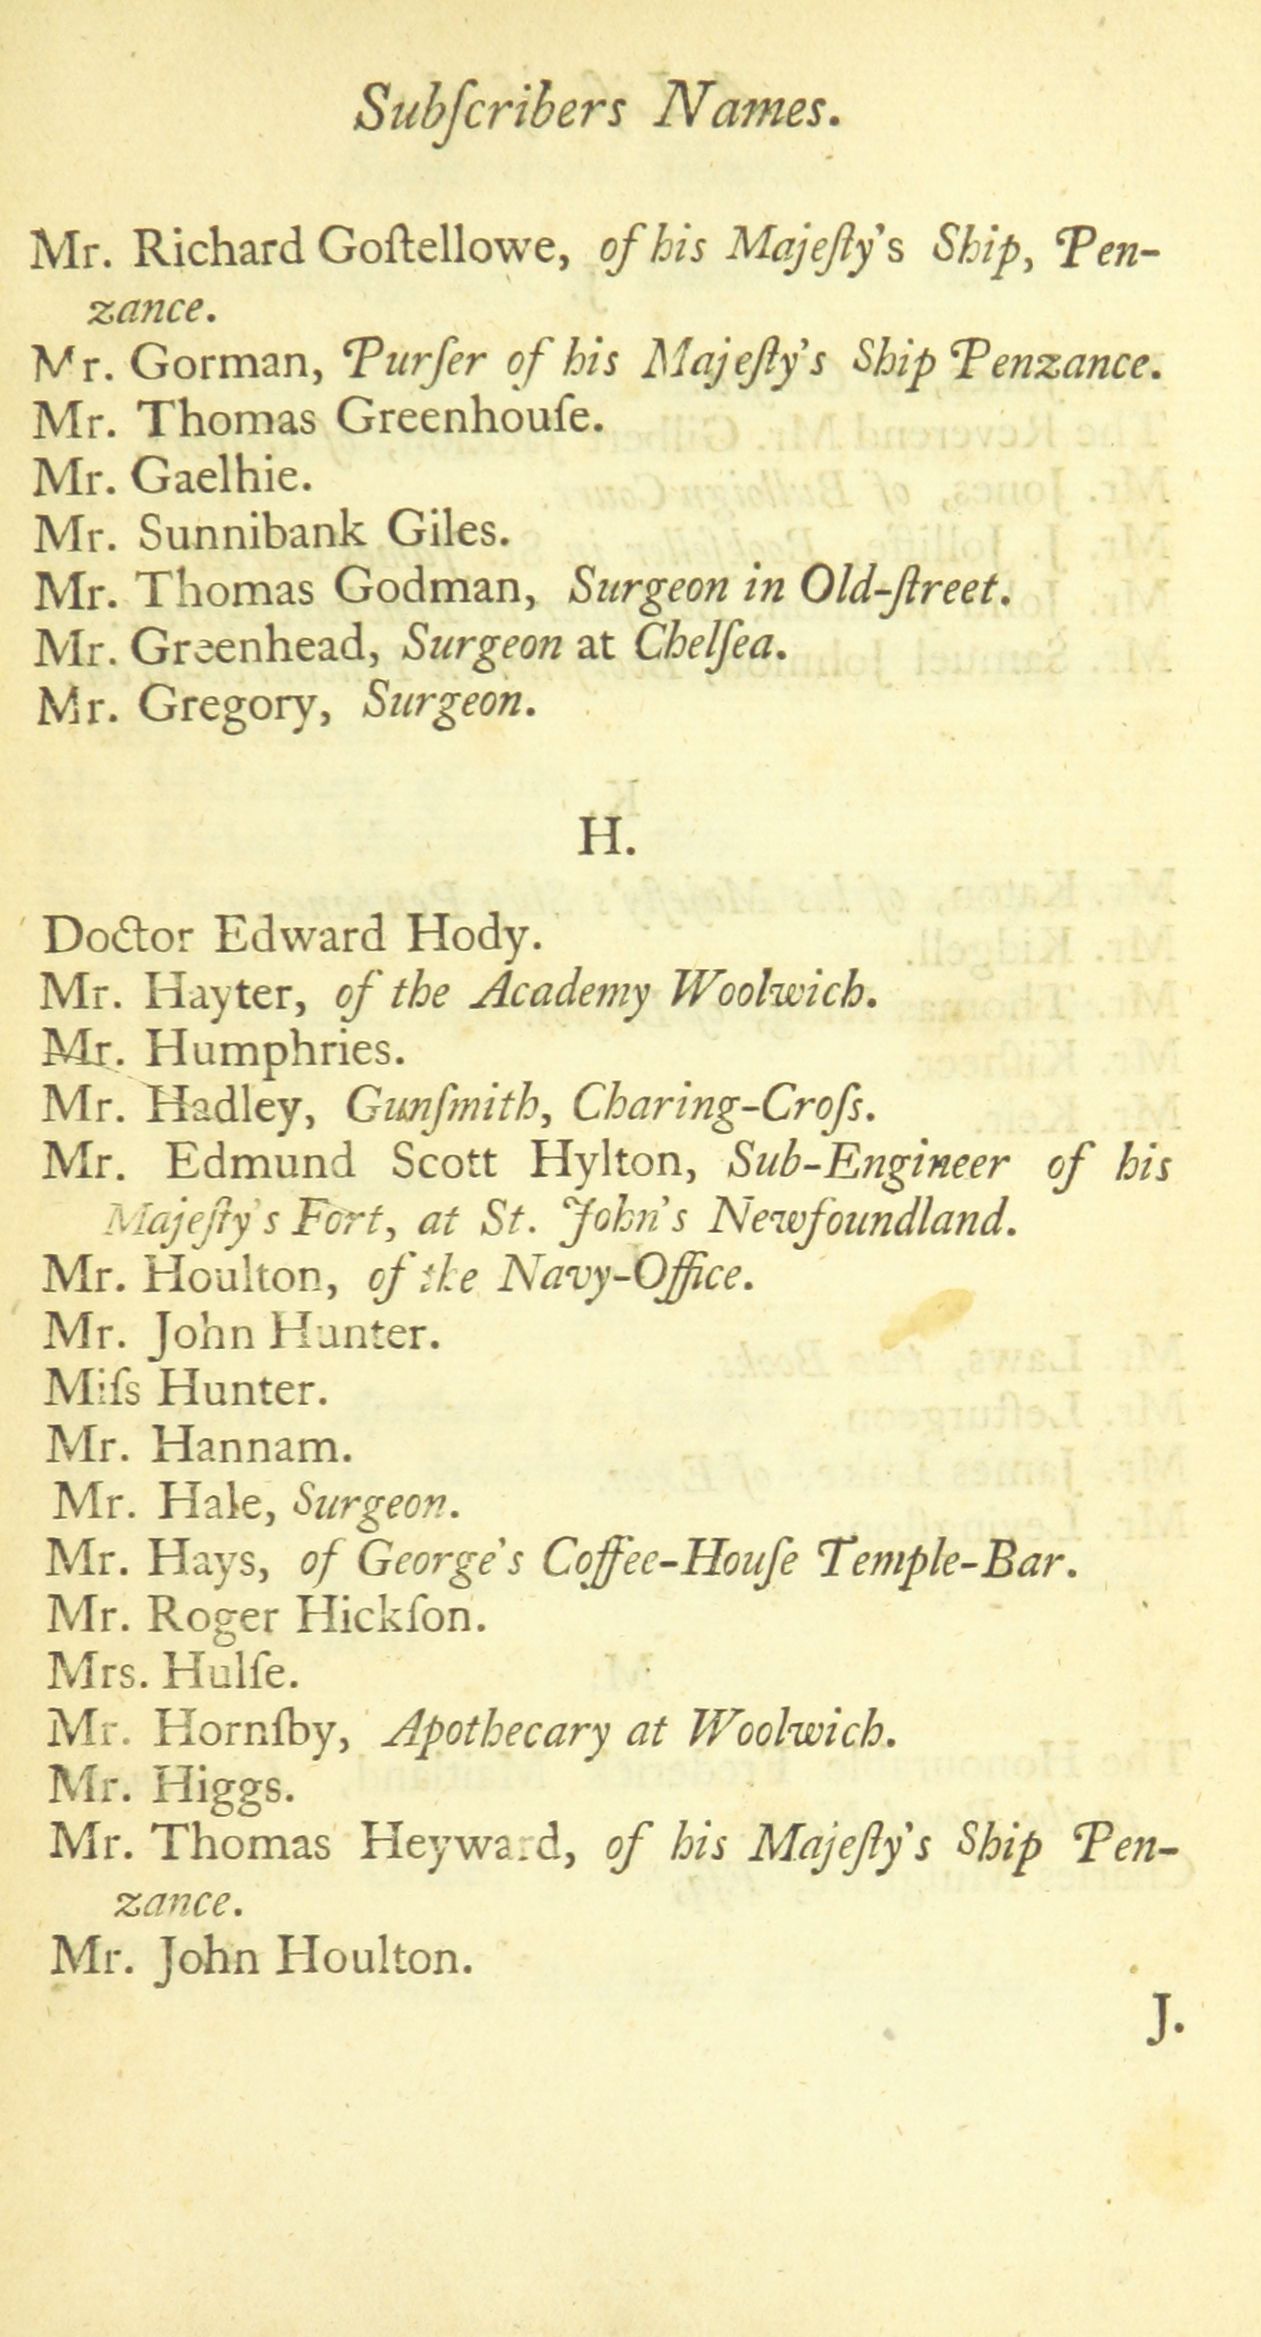 Subſcribers Names.
Mr. Richard Goſtellowe, of his Majeſty's Ship, Pen-
zance.
Mr. Gorman, Purſer of his Majeſty's Ship Penzance.
Mr. Thomas Greenhouſe.
Mr. Gaelhie.
Mr. Sunnibank Giles.
Mr. Thomas Godman, Surgeon in Old-ſtreet.
Mr. Greenhead, Surgeon at Chelſea.
Mr. Gregory, Surgeon.
H.
Doctor Edward Hody.
Mr. Hayter, of the Academy Woolwich.
Mr. Humphries.
Mr. Hadley, Gunſmith, Charing-Croſs.
Mr. Edmund Scott Hylton, Sub-Engineer of his
Majeſty's Fort, at St. John's Newfoundland.
Mr. Houlton, of the Navy-Office.
Mr. John Hunter.
Miſs Hunter.
Mr. Hannam.
Mr. Hale, Surgeon.
Mr. Hays, of George's Coffee-Houſe Temple-Bar.
Mr. Roger Hickſon.
Mrs. Hulſe.
Mr. Hornſby, Apothecary at Woolwich.
Mr. Higgs.
Mr. Thomas Heyward, of his Majeſty's Ship Pen-
zance.
Mr. John Houlton.
J.